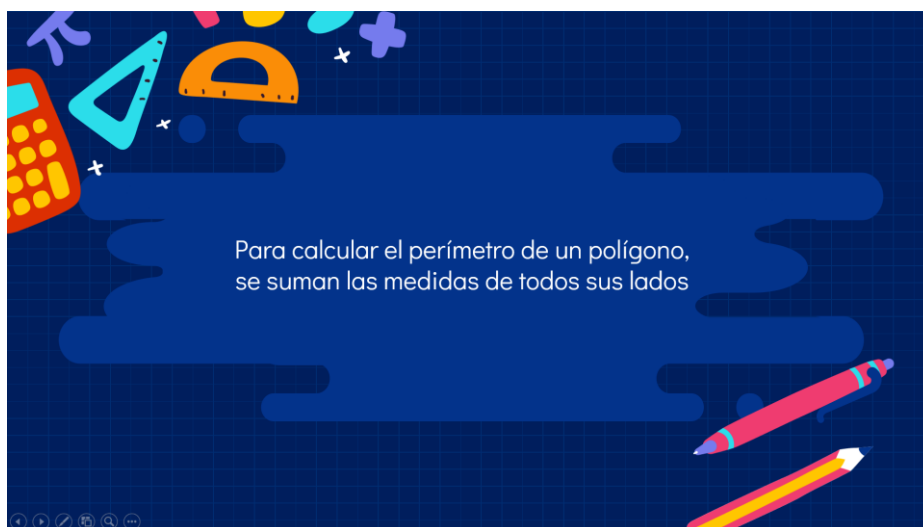 Para calcular el perímetro de un polígono,
se suman las medidas de todos sus lados